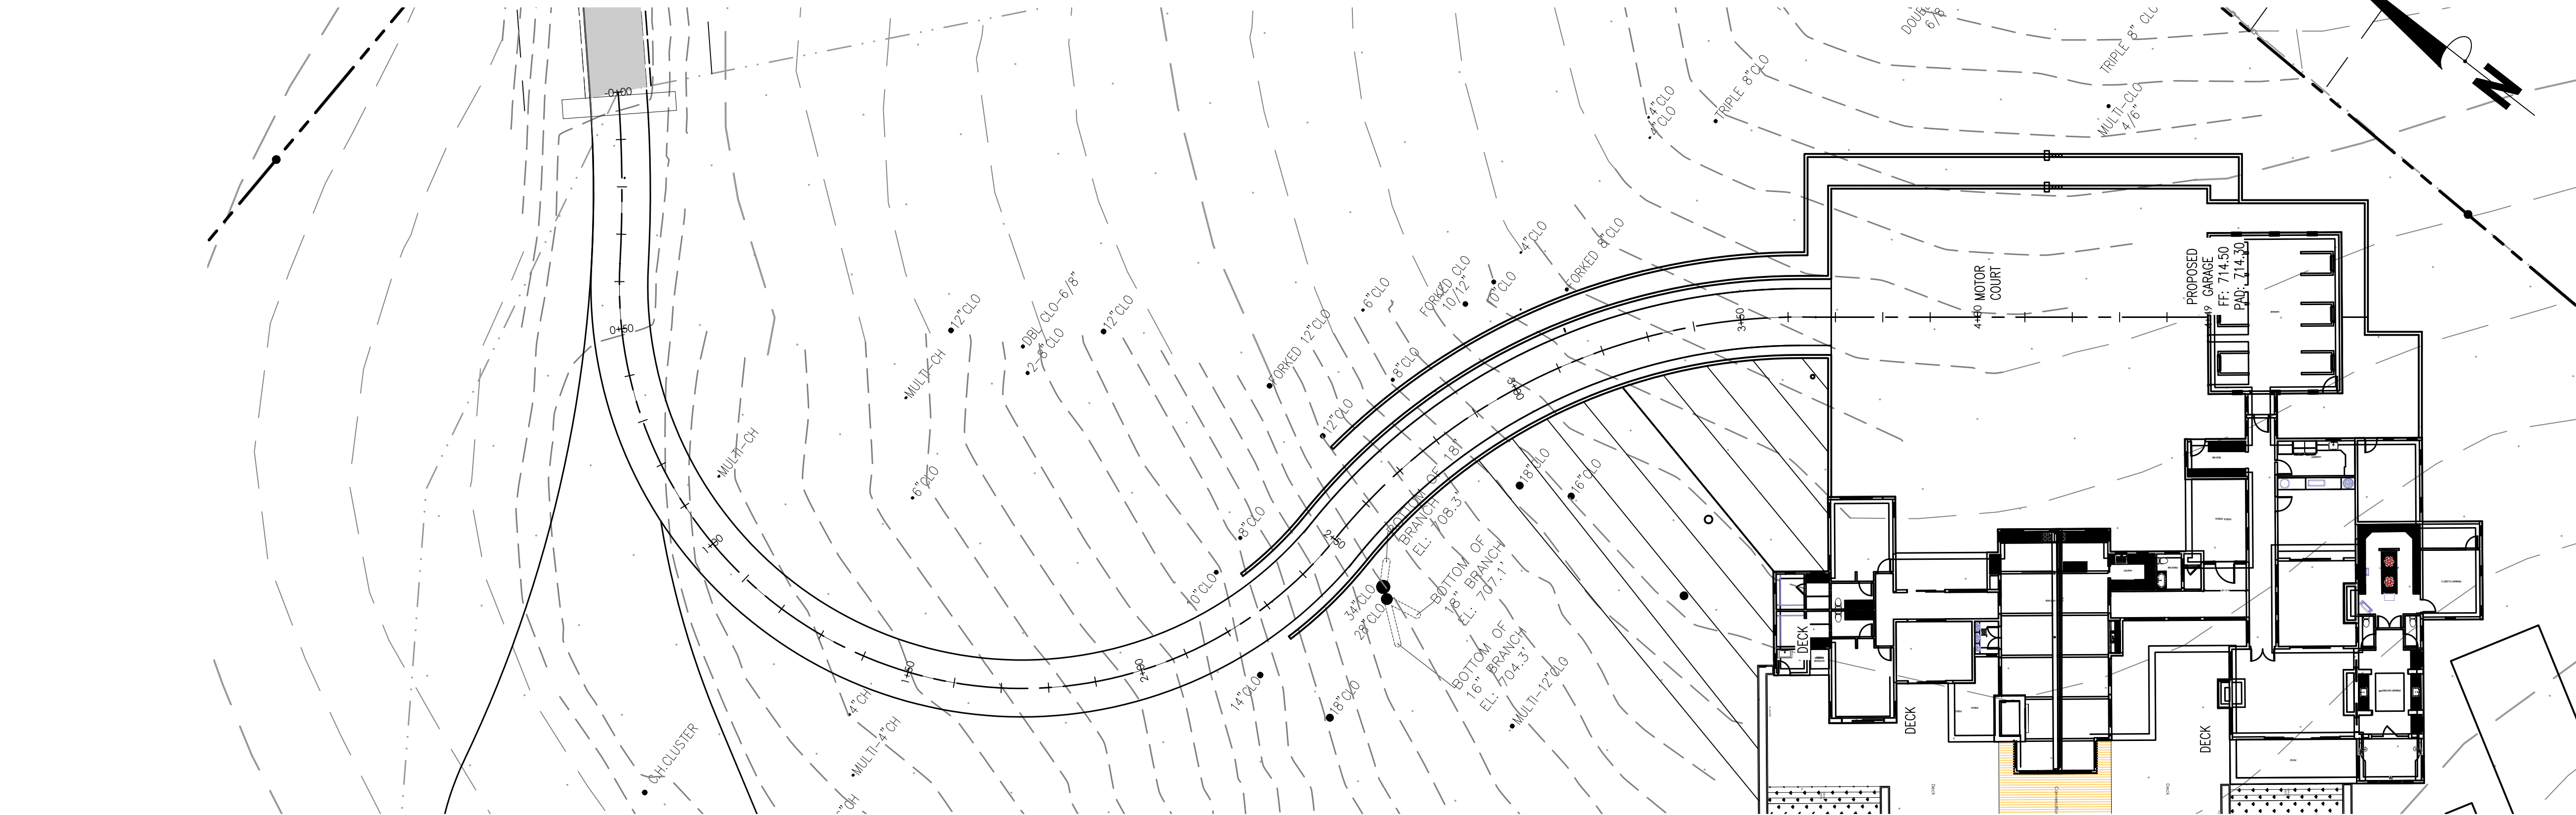 -0+00
0+50
1+00
1+50
2+00
2+50
3+00
3+50
4+00
MOTOR
COURT
PROPOSED
GARAGE
FF: 714.50
PAD: 714.30
N
TRIPLE 8" CLO
MULTI-CLO
4/6"
4"CLO
4"CLO
TRIPLE 8"CLO
4"CLO
FORKED 8"CLO
FORKED CLO
10/12"
10"CLO
6"CLO
FORKED 12"CLO
8"CLO
12"CLO
12"CLO
DBL CLO-6/8"
2-8"CLO
12"CLO
MULTI-CH
MULTI-CH
6"CLO
8"CLO
10"CLO
14"CLO
18"CLO
34"CLO
28"CLO
BOTTOM OF 18"
BRANCH
EL: 708.3'
BOTTOM OF
18" BRANCH
EL: 707.1'
BOTTOM OF
16" BRANCH
EL: 704.3'
18"CLO
16"CLO
MULTI-12"CLO
4"CH
MULTI-4"CH
"CH
C.H.CLUSTER
DECK
DECK
DECK